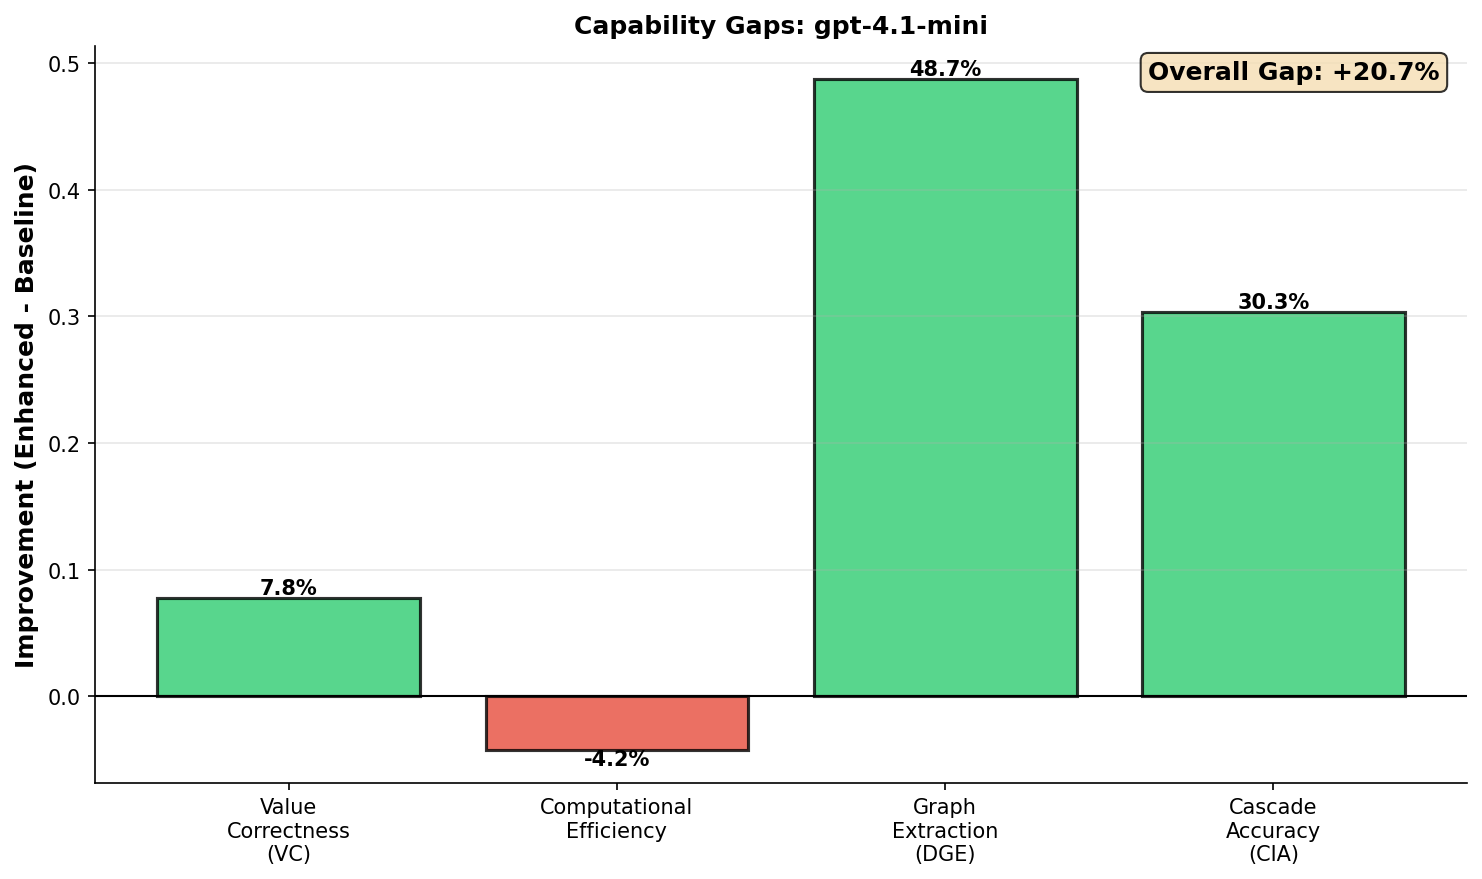 Capability Gaps: gpt-4.1-mini
Overall Gap: +20.7%
Improvement (Enhanced - Baseline)
0.5
0.4
0.3
0.2
0.1
0.0
7.8%
-4.2%
48.7%
30.3%
Value
Correctness
(VC)
Computational
Efficiency
Graph
Extraction
(DGE)
Cascade
Accuracy
(CIA)